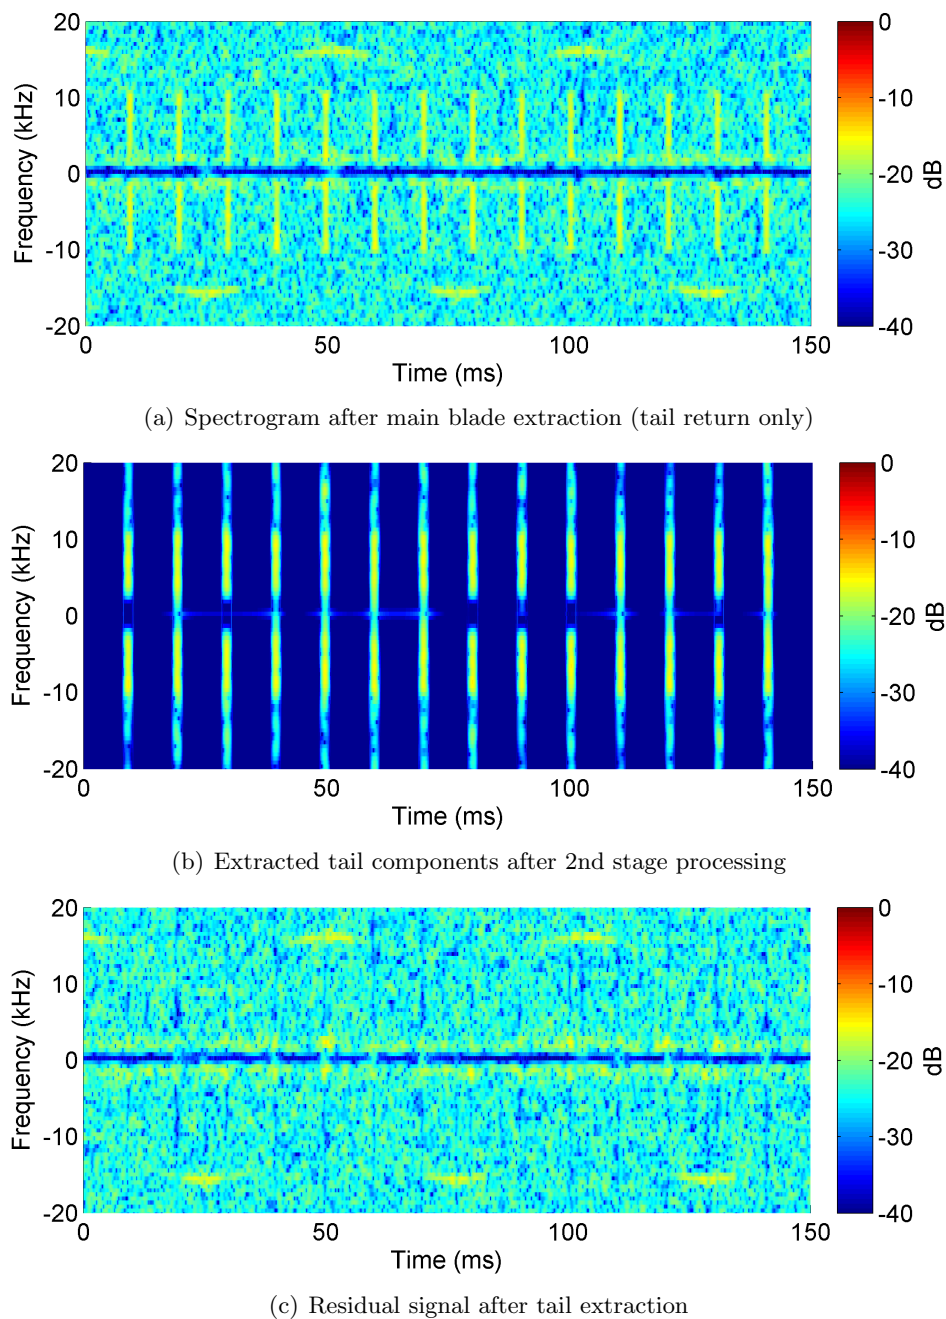 20
10
0
-10
-20
Frequency (kHz)
0 50 100 150
Time (ms)
0
-10
-20
-30
-40
dB
(a) Spectrogram after main blade extraction (tail return only)
20
10
0
-10
-20
Frequency (kHz)
0 50 100 150
Time (ms)
0
-10
-20
-30
-40
dB
(b) Extracted tail components after 2nd stage processing
20
10
0
-10
-20
Frequency (kHz)
0 50 100 150
Time (ms)
0
-10
-20
-30
-40
dB
(c) Residual signal after tail extraction